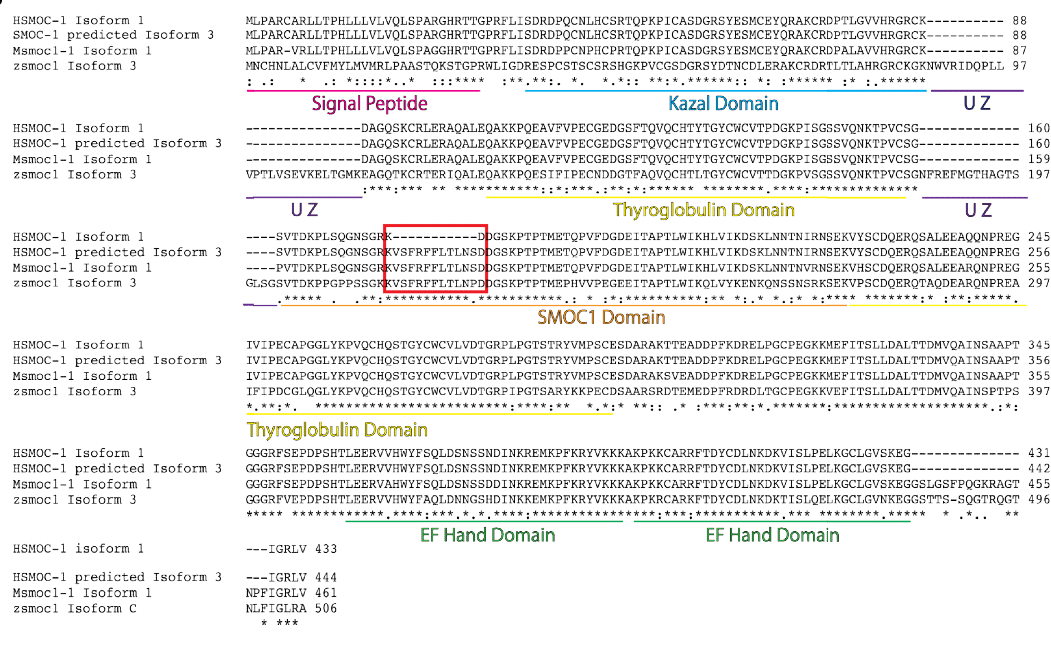 HSMOC-1 Isoform 1 MLPARCARLLTPHLLLVLVQLSPARGHRTTGPRFLISDRDPQCNLHCSRTQPKPICASDGRSYESMCEYQRAKCRDPTLGVVHRGRCK----------- 88
SMOC-1 predicted Isoform 3 MLPARCARLLTPHLLLVLVQLSPARGHRTTGPRFLISDRDPQCNLHCSRTQPKPICASDGRSYESMCEYQRAKCRDPTLGVVHRGRCK----------- 88
Msmoc1-1 Isoform 1 MLPAR-VRLLTPHLLLVLVQLSPAGGHRTTGPRFLISDRDPPCNPHCPRTQPKPICASDGRSYESMCEYQRAKCRDPALAVVHRGRCK----------- 87
zsmoc1 Isoform 3 MNCHNLALCVFMYLMVMRLPAASTQKSTGPRWLIGDRESPCSTSCSRSHGKPVCGSDGRSYDTNCDLERAKCRDRTLTLAHRGRCKGKNWVRIDQPLL 97
Signal Peptide Kazal Domain U Z
HSMOC-1 Isoform 1 ----------------DAGQSKCRLERAQALEQAKKPQEAVFVPECGEDGSFTQVQCHTYTGYCWCVTPDGKPISGSSVQNKTPVCSG------------- 160
HSMOC-1 predicted Isoform 3 ----------------DAGQSKCRLERAQALEQAKKPQEAVFVPECGEDGSFTQVQCHTYTGYCWCVTPDGKPISGSSVQNKTPVCSG------------- 160
Msmoc1-1 Isoform 1 ----------------DAGQSKCRLERAQALEQAKKPQEAVFVPECGEDGSFTQVQCHTYTGYCWCVTPDGKPISGSSVQNKTPVCSG------------- 159
zsmoc1 Isoform 3 VPTLVSEVKELTGMKEAGQTKCRTERIQALEQAKKPQESIFIPECNDDGTFAQVQCHTLTGYCWCVTTDGKPVSGSSVQNKTPVCSGNFREFMGTHAGTS 197
U Z Thyroglobulin Domain U Z
HSMOC-1 Isoform 1 ----SVTDKPLSQGNSGRK-----------DDGSKPTPTMETQPVFDGDEITAPTLWIKHLVIKDSKLNNTNIRNSEKVYSCDQERQSALEEAQQNPREG 245
HSMOC-1 predicted Isoform 3 ----SVTDKPLSQGNSGRKVSFRFFLTLNSDDGSKPTPTMETQPVFDGDEITAPTLWIKHLVIKDSKLNNTNIRNSEKVYSCDQERQSALEEAQQNPREG 256
Msmoc1-1 Isoform 1 ----PVTDKPLSQGNSGRKVSFRFFLTLNSDDGSKPTPTMETQPVFDGDEITAPTLWIKHLVIKDSKLNNTNVRNSEKVHSCDQERQSALEEARQNPREG 255
zsmoc1 Isoform 3 GLSGSVTDKPPGPPSSGKKVSFRFFLTLNPDDGSKPTPTMEPHVVPEGEEITAPTLWIKQLVYKENKQNSSNSRKSEKVPSCDQERQTAQDEARLHPREA 297
SMOC1 Domain
HSMOC-1 Isoform 1 IVIPECAPGGLYKPVQCHQSTGYCWCVLVDTGRPLPGTSTRYVMPSCESDARAKTTEADDPFKDRELPGCPEGKKMEFITSLLDALTTDMVQAINSAAPT 345
HSMOC-1 predicted Isoform 3 IVIPECAPGGLYKPVQCHQSTGYCWCVLVDTGRPLPGTSTRYVMPSCESDARAKTTEADDPFKDRELPGCPEGKKMEFITSLLDALTTDMVQAINSAAPT 356
Msmoc1-1 Isoform 1 IVIPECAPGGLYKPVQCHQSTGYCWCVLVDTGRPLPGTSTRYVMPSCESDARAKSVEADDPFKDRELPGCPEGKKMEFITSLLDALTTDMVQAINSAAPT 355
zsmoc1 Isoform 3 IFIPDCGLQGLYKPVQCHQSTGYCWCVLVDTGRPIPGTSARYKKPECDSAARSRDTEMEDPFRDRDLTGCPEGKKVEFITSLLDALTTDMVQAINSPTPS 397
Thyroglobulin Domain
HSMOC-1 Isoform 1 GGGRFSEPDPSHTLEERVVHWYFSQLDSNSSNDINKREMKPFKRYVKKKAKPKKCARRFTDYCDLNKDKVISLPELKGCLGVSKEG-------------- 431
HSMOC-1 predicted Isoform 3 GGGRFSEPDPSHTLEERVVHWYFSQLDSNSSNDINKREMKPFKRYVKKKAKPKKCARRFTDYCDLNKDKVISLPELKGCLGVSKEG-------------- 442
Msmoc1-1 Isoform 1 GGGRFSEPDPSHTLEERVAHWYFSQLDSNSSDDINKREMKPFKRYVKKKAKPKKCARRFTDYCDLNKDKVISLPELKGCLGVSKEGGSLGSFPQGKRAGT 455
zsmoc1 Isoform 3 GGGRFVEPDPSHTLEERVVHWYFAQLDNNGSHDINKKEMKPFKRYVKKKAKPKRCARKFTDYCDLNKDKTISLQELKGCLGVNKEGGSTTS-SQGTRQGT 496
EF Hand Domain EF Hand Domain
HSMOC-1 isoform 1 ---IGRLV 433
HSMOC-1 predicted Isoform 3 ---IGRLV 444
Msmoc1-1 Isoform 1 NPFIGRLV 461
zsmoc1 Isoform C NLFIGLRA 506
* ***